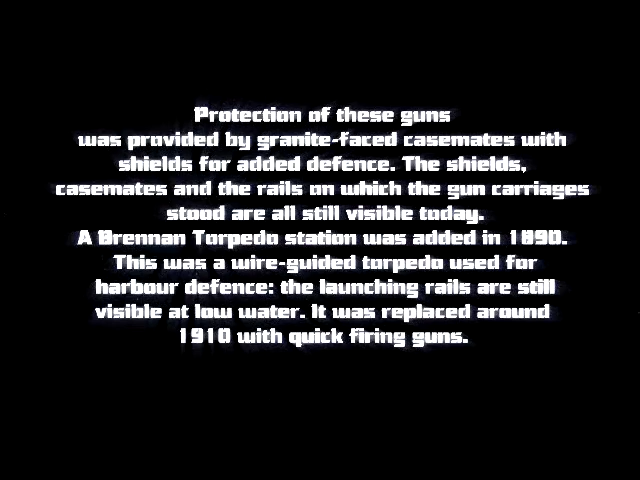 Protection of these guns
was provided by granite-faced casemates with
shields for added defence. The shields,
casemates and the rails on which the gun carriages
stood are all still visible today.
A Brennan Torpedo station was added in 1890.
This was a wire-guided torpedo used for
harbour defence: the launching rails are still
visible at low water. It was replaced around
1910 with quick firing guns.